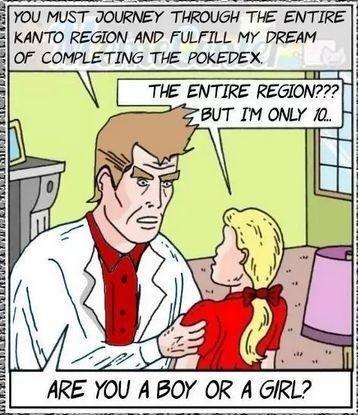 YOU MUST JOURNEY THROUGH THE ENTIRE
KANTO REGION AND FULFILL MY DREAM
OF COMPLETING THE POKEDEX.
THE ENTIRE REGION???
BUT I'M ONLY 10..
ARE YOU A BOY OR A GIRL?